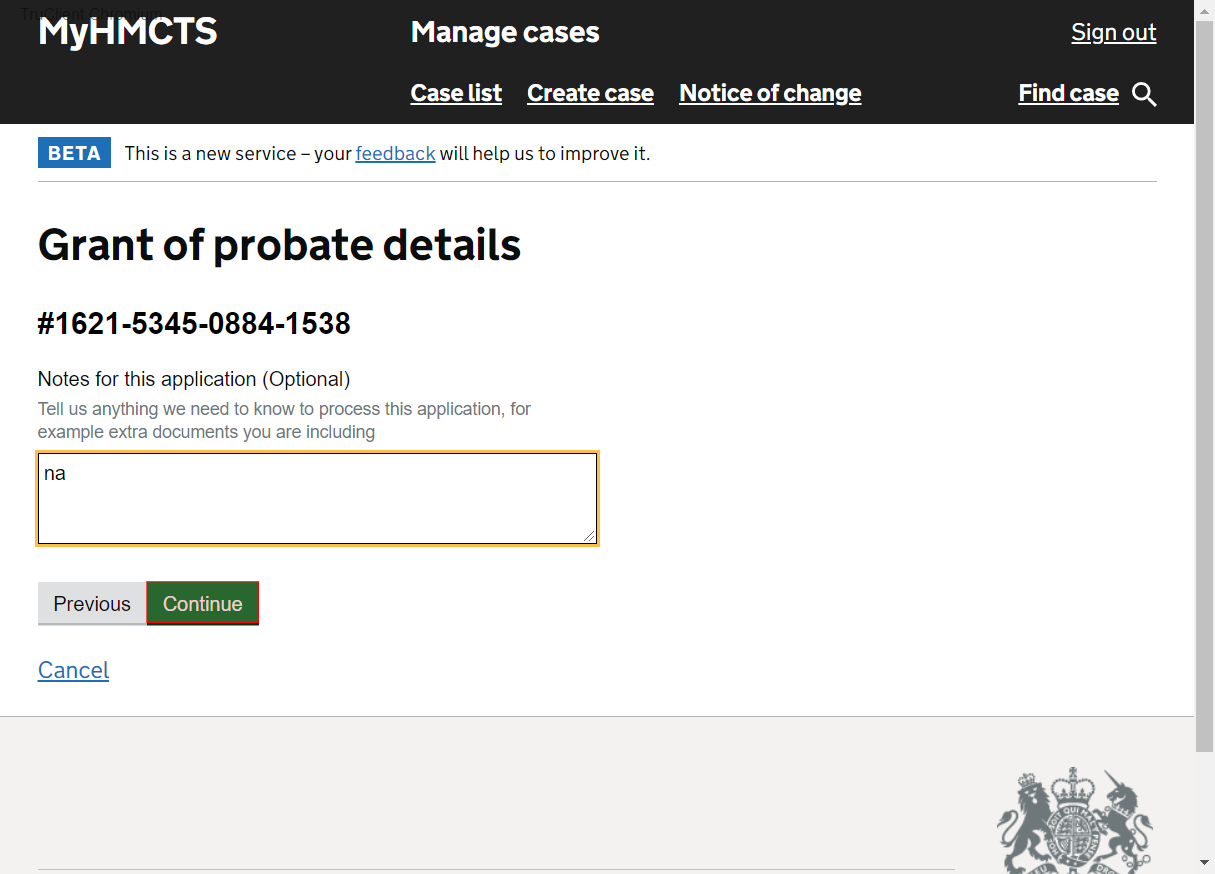 TruClient Chromium
MyHMCTS
Manage cases
Sign out
Case list
Create case
Notice of change
Find case
BETA
This is a new service – your feedback will help us to improve it.
Grant of probate details
#1621-5345-0884-1538
Notes for this application (Optional)
Tell us anything we need to know to process this application, for
example extra documents you are including
na
Previous
Continue
Cancel